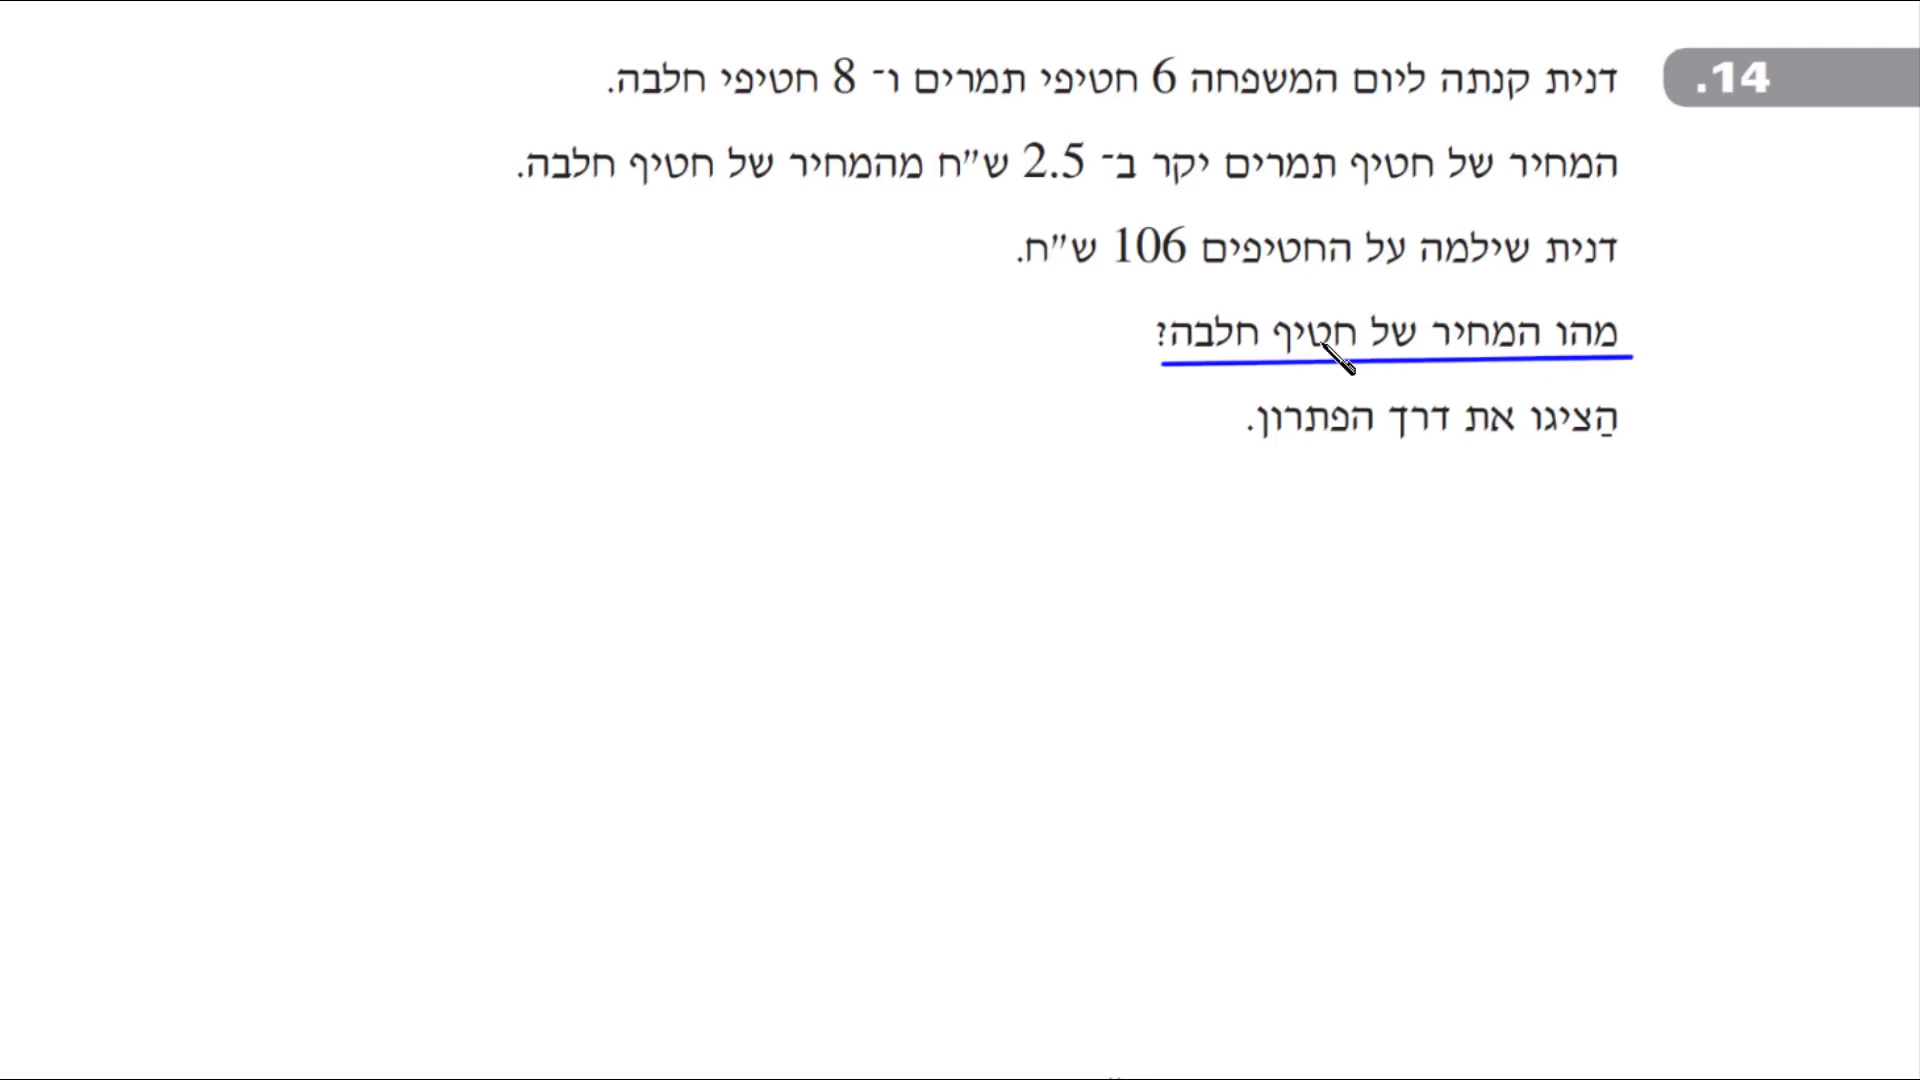 .14 דנית קנתה ליום המשפחה 6 חטיפי תמרים ו־ 8 חטיפי חלבה.
המחיר של חטיף תמרים יקר ב־ 2.5 ש"ח מהמחיר של חטיף חלבה.
דנית שילמה על החטיפים 106 ש"ח.
מהו המחיר של חטיף חלבה?
הַציגו את דרך הפתרון.